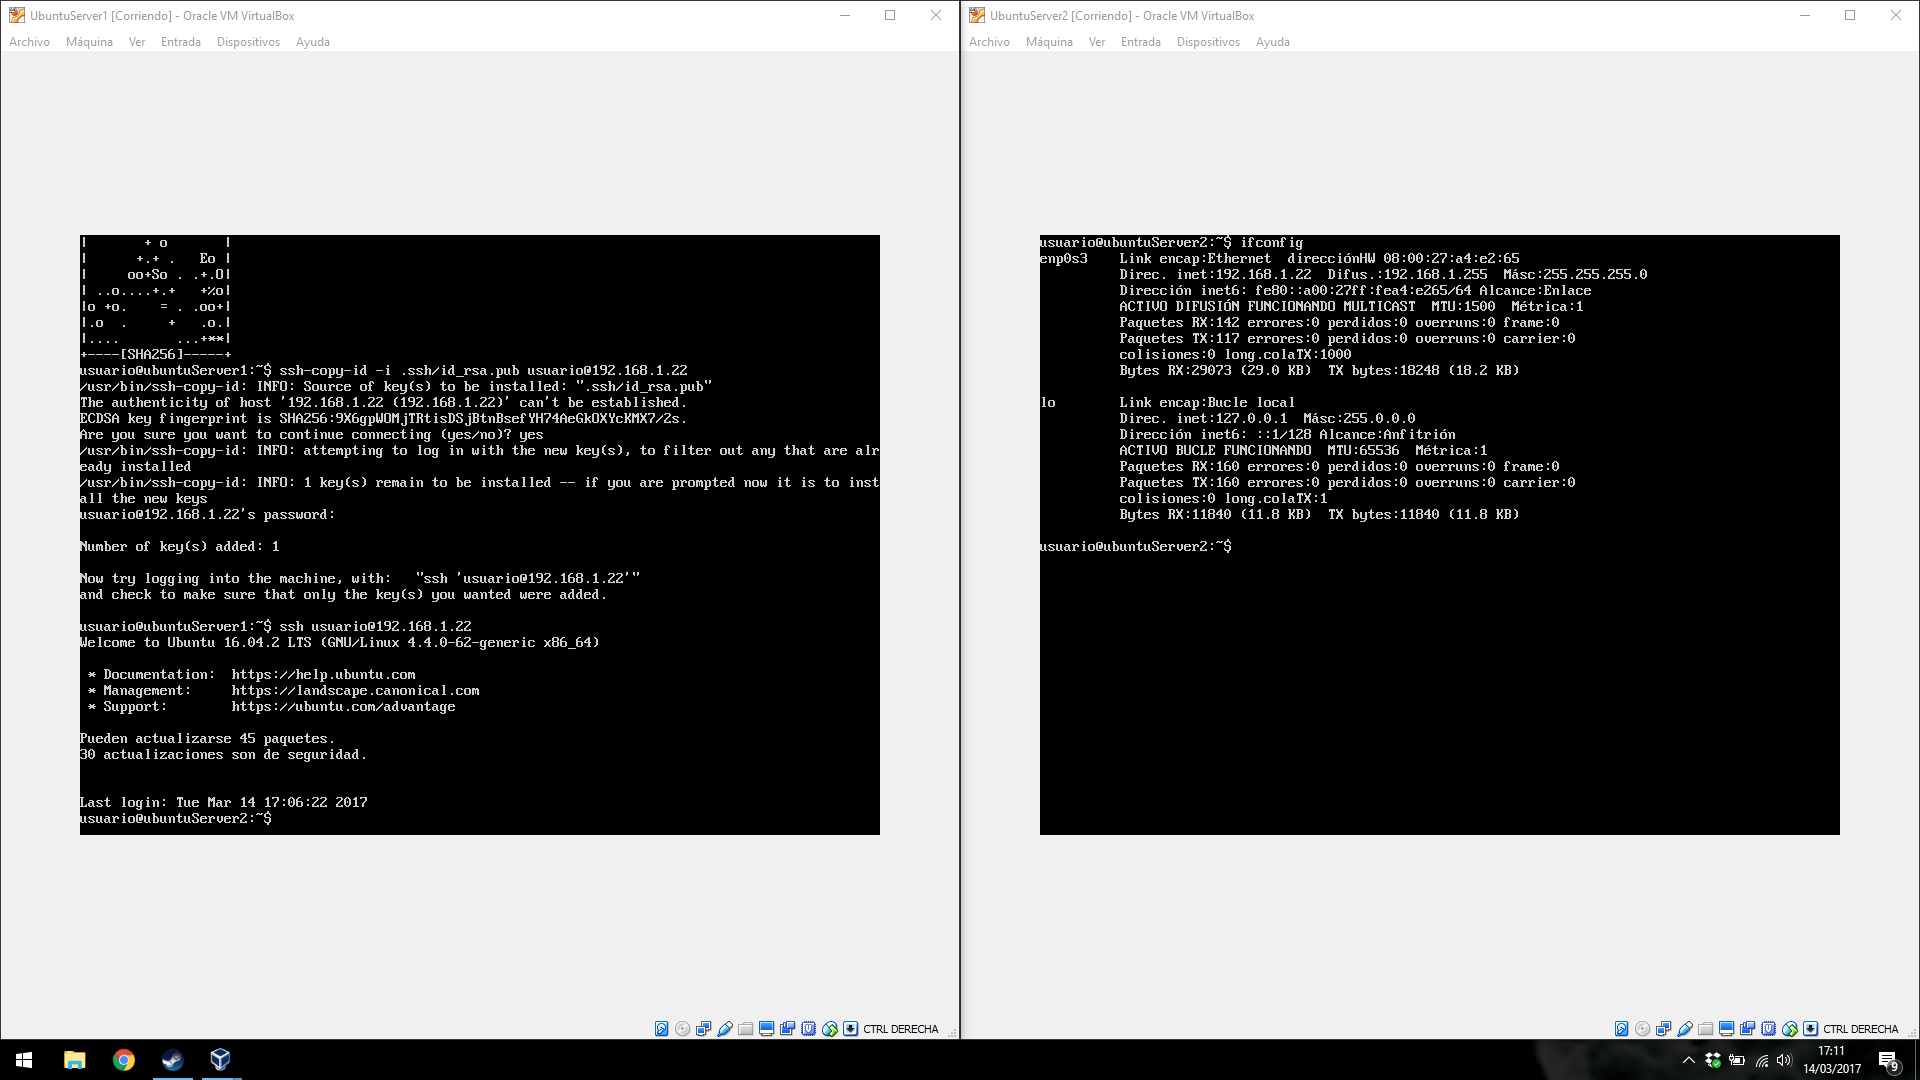 UbuntuServer1 [Corriendo] - Oracle VM VirtualBox
Archivo Máquina Ver Entrada Dispositivos Ayuda
|       + o       |
|      +.+ .   Eo |
|     oo+So . .+.O|
| ..o....+.+   +%o|
|o +o.    = . .oo+|
|.o  .     +   .o.|
|....       ...+**|
+----[SHA256]-----+
usuario@ubuntuServer1:~$ ssh-copy-id -i .ssh/id_rsa.pub usuario@192.168.1.22
/usr/bin/ssh-copy-id: INFO: Source of key(s) to be installed: ".ssh/id_rsa.pub"
The authenticity of host '192.168.1.22 (192.168.1.22)' can't be established.
ECDSA key fingerprint is SHA256:9X6gpWOMjTRtisDSjBtnBsefYH74AeGkOXYcKMX7/2s.
Are you sure you want to continue connecting (yes/no)? yes
/usr/bin/ssh-copy-id: INFO: attempting to log in with the new key(s), to filter out any that are alr
eady installed
/usr/bin/ssh-copy-id: INFO: 1 key(s) remain to be installed -- if you are prompted now it is to inst
all the new keys
usuario@192.168.1.22's password:
Number of key(s) added: 1
Now try logging into the machine, with:   "ssh 'usuario@192.168.1.22'"
and check to make sure that only the key(s) you wanted were added.
usuario@ubuntuServer1:~$ ssh usuario@192.168.1.22
Welcome to Ubuntu 16.04.2 LTS (GNU/Linux 4.4.0-62-generic x86_64)
 * Documentation:  https://help.ubuntu.com
 * Management:     https://landscape.canonical.com
 * Support:        https://ubuntu.com/advantage
Pueden actualizarse 45 paquetes.
30 actualizaciones son de seguridad.
Last login: Tue Mar 14 17:06:22 2017
usuario@ubuntuServer2:~$
CTRL DERECHA
UbuntuServer2 [Corriendo] - Oracle VM VirtualBox
Archivo Máquina Ver Entrada Dispositivos Ayuda
usuario@ubuntuServer2:~$ ifconfig
enp0s3    Link encap:Ethernet  direcciónHW 08:00:27:a4:e2:65
          Direc. inet:192.168.1.22  Difus.:192.168.1.255  Másc:255.255.255.0
          Dirección inet6: fe80::a00:27ff:fea4:e265/64 Alcance:Enlace
          ACTIVO DIFUSIÓN FUNCIONANDO MULTICAST  MTU:1500  Métrica:1
          Paquetes RX:142 errores:0 perdidos:0 overruns:0 frame:0
          Paquetes TX:117 errores:0 perdidos:0 overruns:0 carrier:0
          colisiones:0 long.colaTX:1000
          Bytes RX:29073 (29.0 KB)  TX bytes:18248 (18.2 KB)
lo        Link encap:Bucle local
          Direc. inet:127.0.0.1  Másc:255.0.0.0
          Dirección inet6: ::1/128 Alcance:Anfitrión
          ACTIVO BUCLE FUNCIONANDO  MTU:65536  Métrica:1
          Paquetes RX:160 errores:0 perdidos:0 overruns:0 frame:0
          Paquetes TX:160 errores:0 perdidos:0 overruns:0 carrier:0
          colisiones:0 long.colaTX:1
          Bytes RX:11840 (11.8 KB)  TX bytes:11840 (11.8 KB)
usuario@ubuntuServer2:~$
CTRL DERECHA
17:11
14/03/2017
9